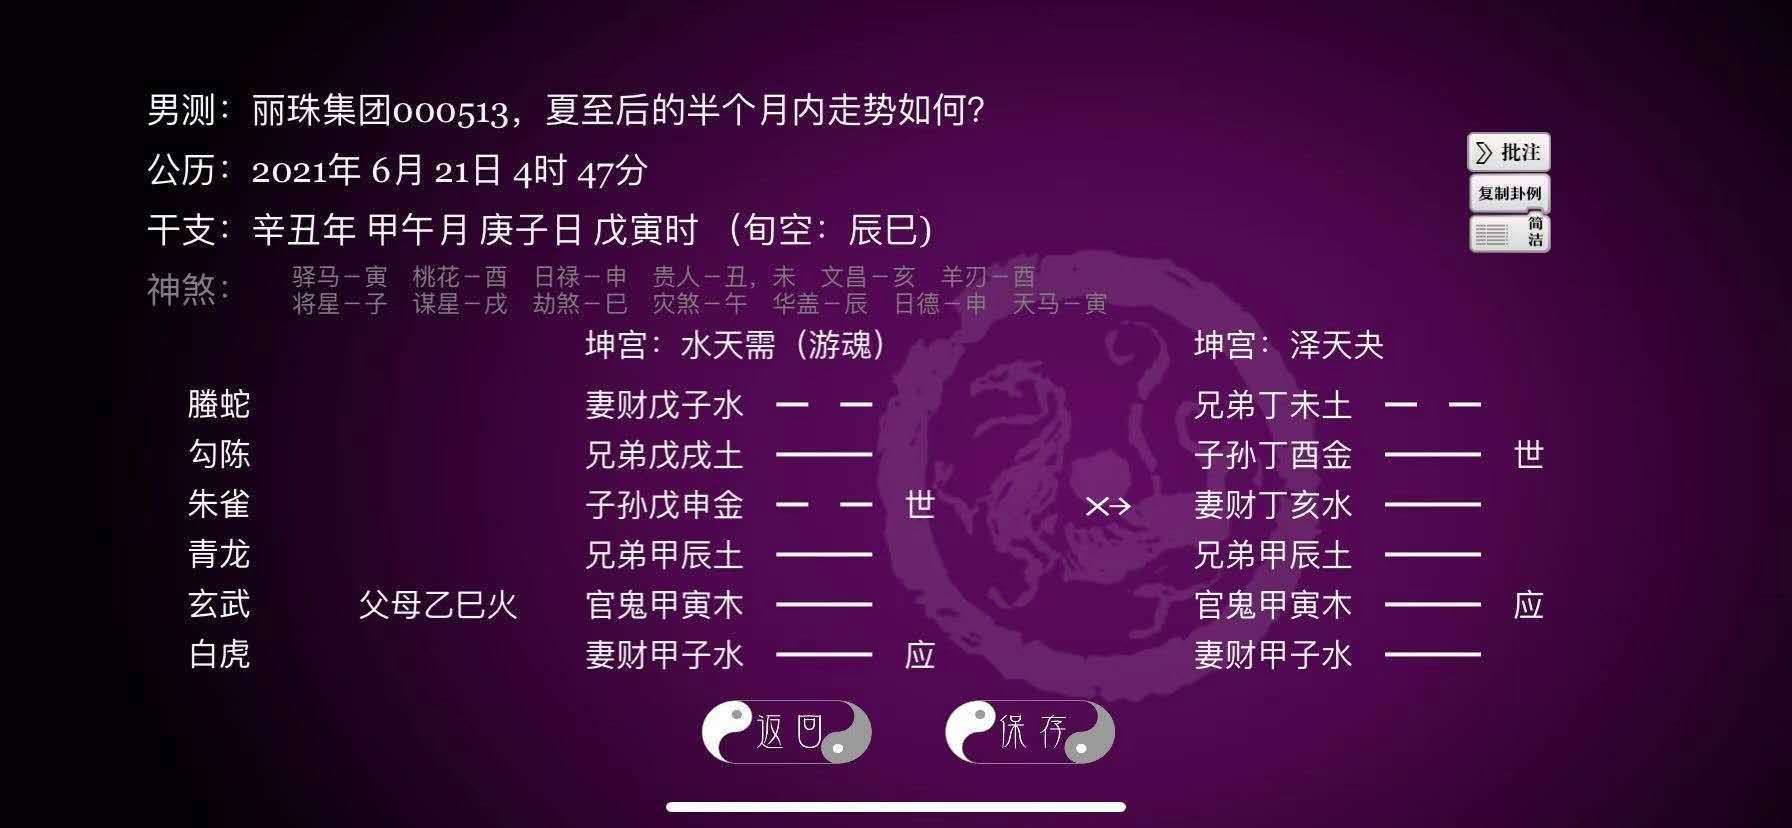 男测：丽珠集团000513，夏至后的半个月内走势如何？
公历：2021年 6月 21日 4时 47分
干支：辛丑年 甲午月 庚子日 戊寅时 （旬空：辰巳）
神煞：
驿马－寅 桃花－酉 日禄－申 贵人－丑，未 文昌－亥 羊刃－酉
将星－子 谋星－戌 劫煞－巳 灾煞－午 华盖－辰 日德－申 天马－寅
批注
复制卦例
简洁
坤宫：水天需（游魂） 坤宫：泽天夬
螣蛇 妻财戊子水 兄弟丁未土
勾陈 兄弟戊戌土 子孙丁酉金 世
朱雀 子孙戊申金 世 ×→ 妻财丁亥水
青龙 兄弟甲辰土 兄弟甲辰土
玄武 父母乙巳火 官鬼甲寅木 官鬼甲寅木 应
白虎 妻财甲子水 应 妻财甲子水
返回 保存